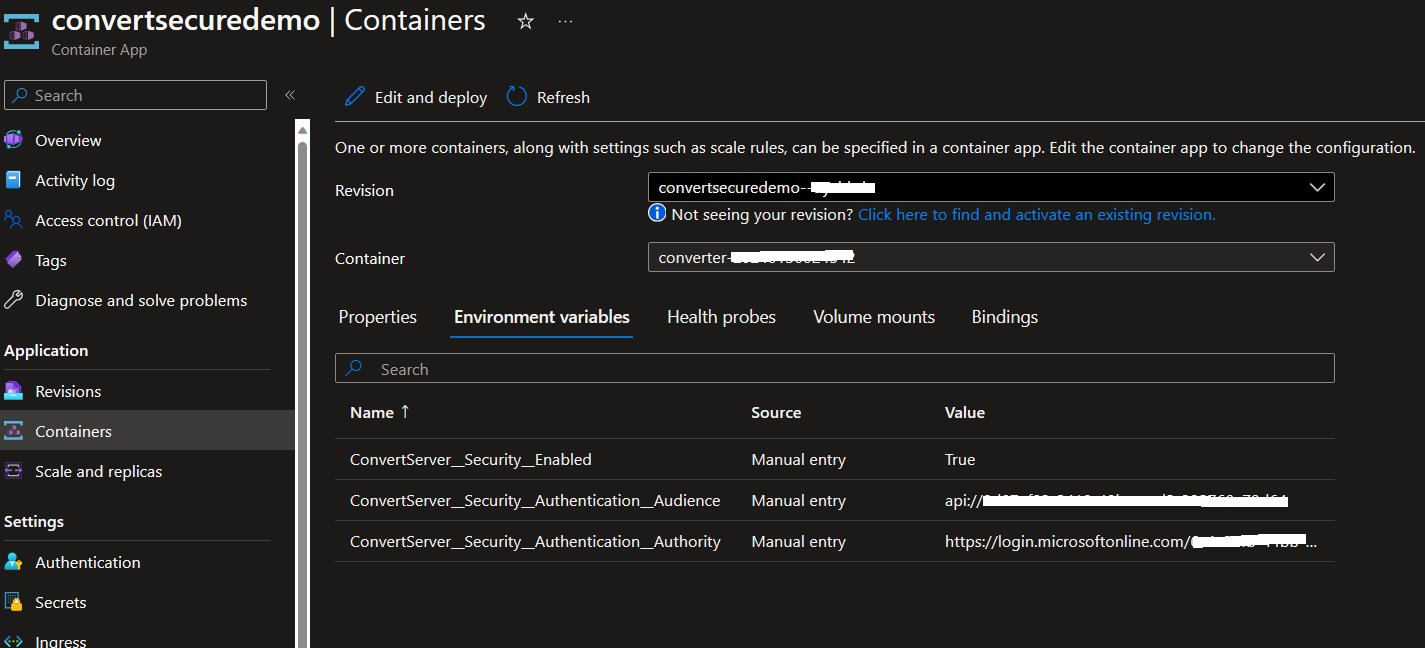 convertsecuredemo | Containers
Container App
Search
Overview
Activity log
Access control (IAM)
Tags
Diagnose and solve problems
Application
Revisions
Containers
Scale and replicas
Settings
Authentication
Secrets
Ingress
Edit and deploy Refresh
One or more containers, along with settings such as scale rules, can be specified in a container app. Edit the container app to change the configuration.
Revision convertsecuredemo--
Not seeing your revision? Click here to find and activate an existing revision.
Container converter-
Properties Environment variables Health probes Volume mounts Bindings
Search
Name ↑ Source Value
ConvertServer__Security__Enabled Manual entry True
ConvertServer__Security__Authentication__Audience Manual entry api://
ConvertServer__Security__Authentication__Authority Manual entry https://login.microsoftonline.com/ ...